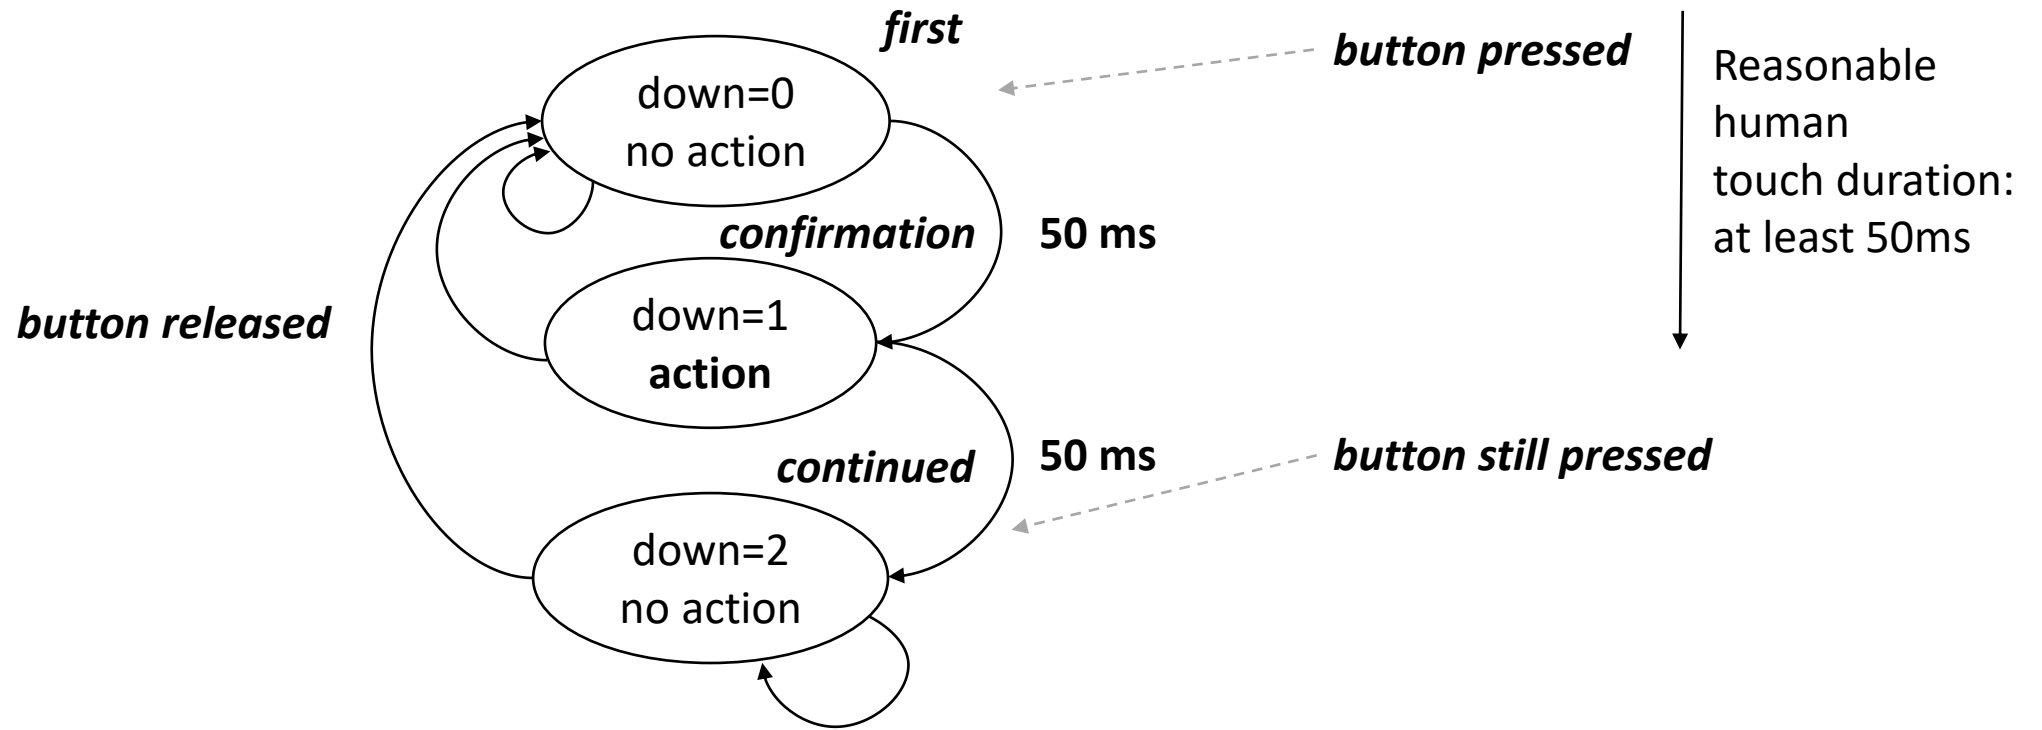 first
button pressed
down=0
no action
Reasonable
human
touch duration:
at least 50ms
confirmation
50 ms
button released
down=1
action
continued
50 ms
button still pressed
down=2
no action